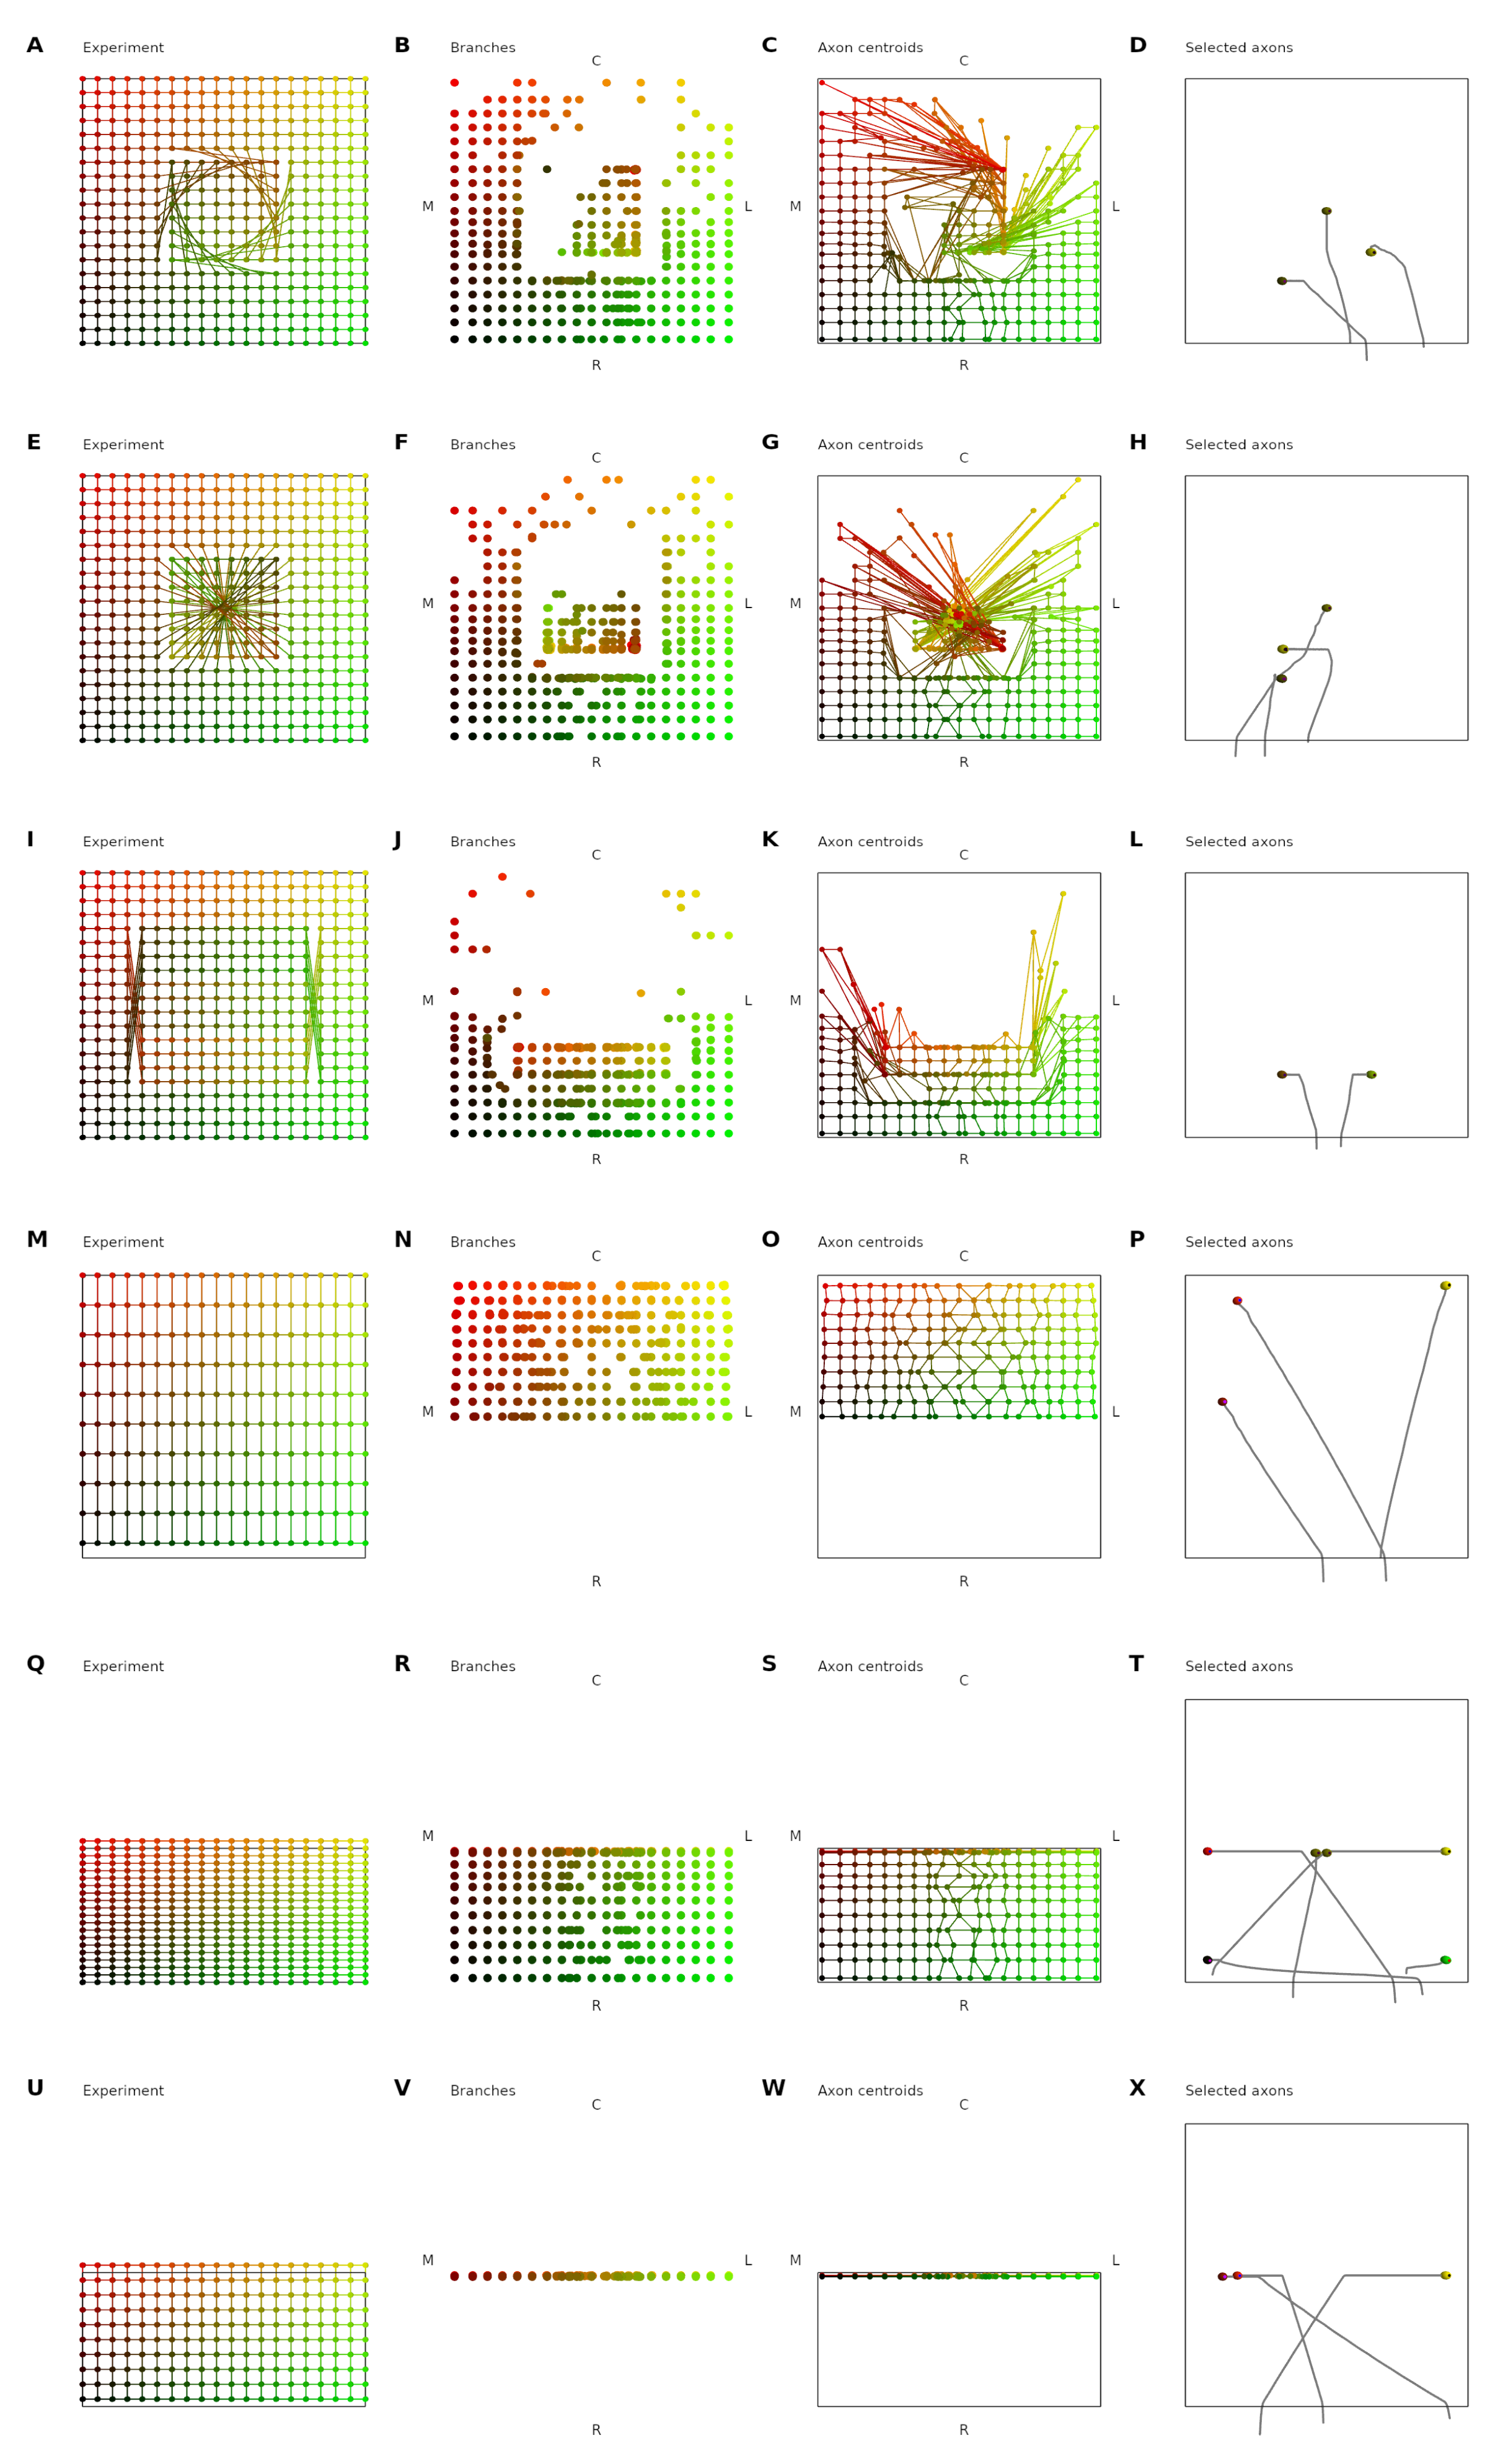 A Experiment B Branches C Axon centroids D Selected axons
C C
M L M L
R R
E Experiment F Branches G Axon centroids H Selected axons
C C
M L M L
R R
I Experiment J Branches K Axon centroids L Selected axons
C C
M L M L
R R
M Experiment N Branches O Axon centroids P Selected axons
C C
M L M L
R R
Q Experiment R Branches S Axon centroids T Selected axons
C C
M L M L
R R
U Experiment V Branches W Axon centroids X Selected axons
C C
M L M L
R R